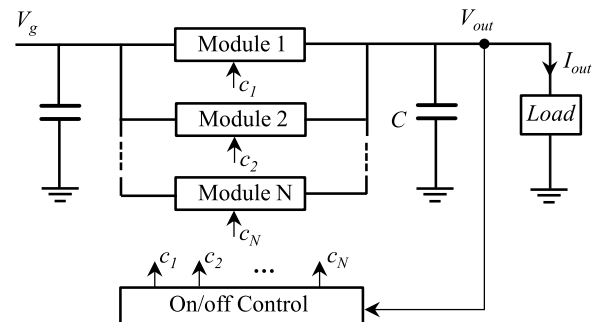 V_g
Module 1
V_out
c_1
I_out
Module 2
C
Load
c_2
Module N
c_N
c_1 c_2 ... c_N
On/off Control